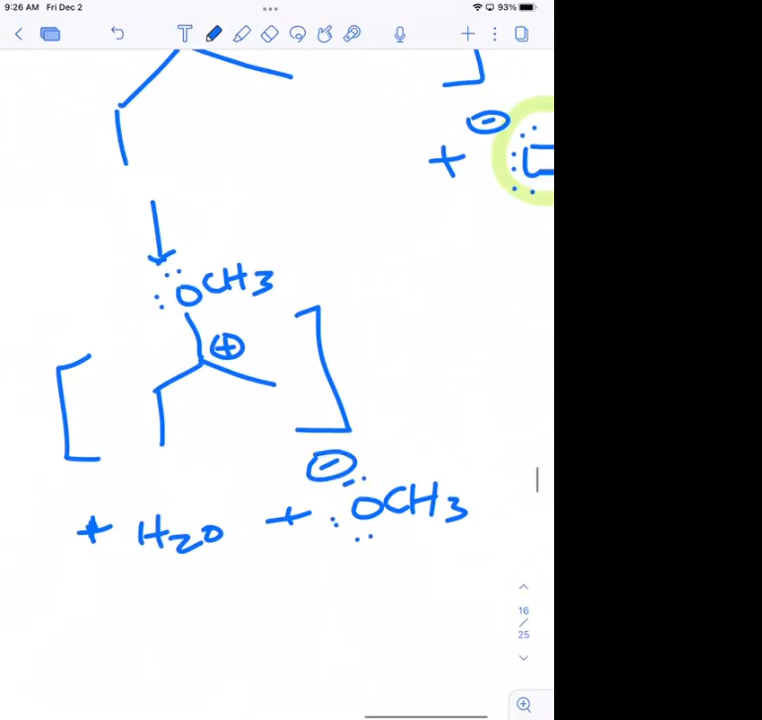 9:26 AM Fri Dec 2
93%
T
+
OCH3
+ H2O + OCH3
16
/
25